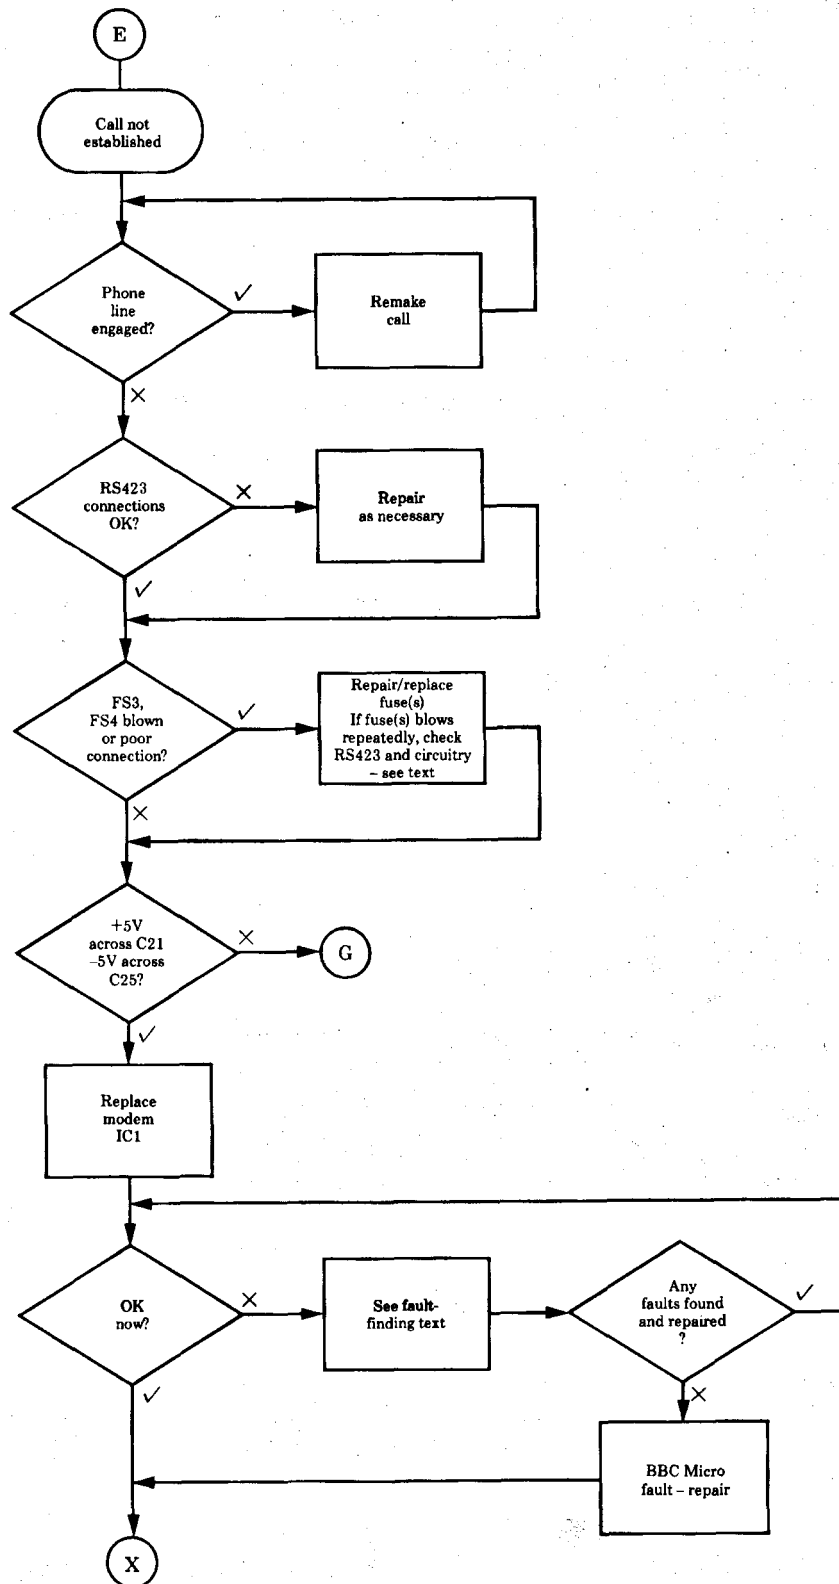 E
Call not
established
Phone
line
engaged?
✓
Remake
call
×
RS423
connections
OK?
×
Repair
as necessary
✓
FS3,
FS4 blown
or poor
connection?
✓
Repair/replace
fuse(s)
If fuse(s) blows
repeatedly, check
RS423 and circuitry
– see text
×
+5V
across C21
–5V across
C25?
×
G
✓
Replace
modem
IC1
OK
now?
×
See fault-
finding text
Any
faults found
and repaired
?
✓
✓
×
BBC Micro
fault – repair
X